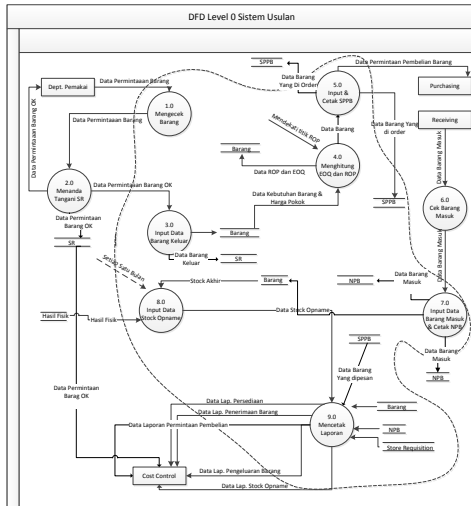 DFD Level 0 Sistem Usulan
SPPB
Data Permintaan Pembelian Barang
Data Barang
Yang Di Order
5.0
Input &
Cetak SPPB
Purchasing
Dept. Pemakai
Data Permintaaan Barang
1.0
Mengecek
Barang
Data Permintaaan Barang OK
Data Permintaaan Barang
Mendekati titik ROP
Data Barang
Data Barang Yang
di order
Receiving
Barang
4.0
Menghitung
EOQ dan ROP
Data ROP dan EOQ
Data Barang Masuk
2.0
Menanda
Tangani SR
Data Permintaan Barang OK
Data Kebutuhan Barang &
Harga Pokok
SPPB
6.0
Cek Barang
Masuk
Data Permintaan
Barang OK
SR
3.0
Input Data
Barang Keluar
Barang
Data Barang
Keluar
SR
Data Barang Masuk
Setiap Satu Bulan
Stock Akhir
Barang
NPB
Data Barang
Masuk
8.0
Input Data
Stock Opname
Hasil Fisik
Hasil Fisik
Data Stock Opname
7.0
Input Data
Barang Masuk
& Cetak NPB
SPPB
Data Barang
Masuk
NPB
Data Barang
Yang dipesan
Data Permintaan
Barag OK
Data Lap. Persediaan
Data Lap. Penerimaan Barang
Data Laporan Permintaan Pembelian
9.0
Mencetak
Laporan
Barang
NPB
Store Requisition
Cost Control
Data Lap. Pengeluaran Barang
Data Lap. Stock Opname